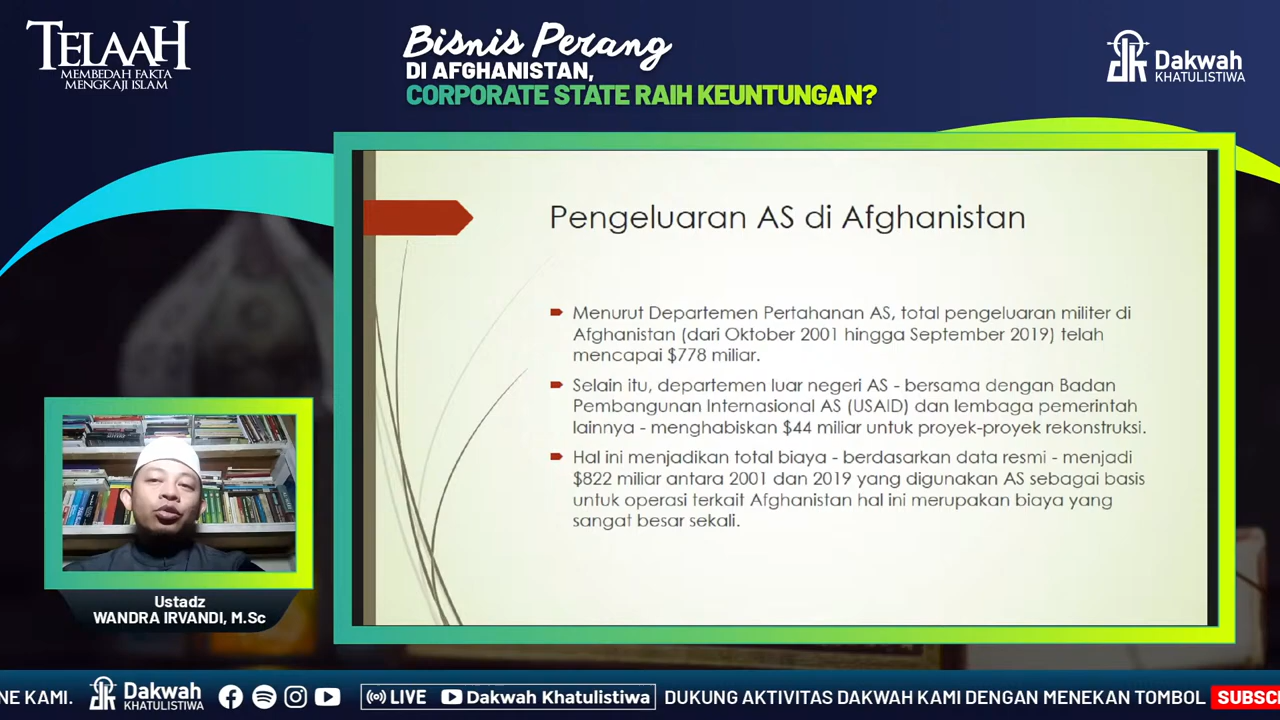 TELAAH
MEMBEDAH FAKTA
MENGKAJI ISLAM
Bisnis Perang
DI AFGHANISTAN,
CORPORATE STATE RAIH KEUNTUNGAN?
Dakwah
KHATULISTIWA
Pengeluaran AS di Afghanistan
Menurut Departemen Pertahanan AS, total pengeluaran militer di
Afghanistan (dari Oktober 2001 hingga September 2019) telah
mencapai $778 miliar.
Selain itu, departemen luar negeri AS - bersama dengan Badan
Pembangunan Internasional AS (USAID) dan lembaga pemerintah
lainnya - menghabiskan $44 miliar untuk proyek-proyek rekonstruksi.
Hal ini menjadikan total biaya - berdasarkan data resmi - menjadi
$822 miliar antara 2001 dan 2019 yang digunakan AS sebagai basis
untuk operasi terkait Afghanistan hal ini merupakan biaya yang
sangat besar sekali.
Ustadz
WANDRA IRVANDI, M.Sc
NE KAMI.
Dakwah
KHATULISTIWA
LIVE
Dakwah Khatulistiwa
DUKUNG AKTIVITAS DAKWAH KAMI DENGAN MENEKAN TOMBOL
SUBSC